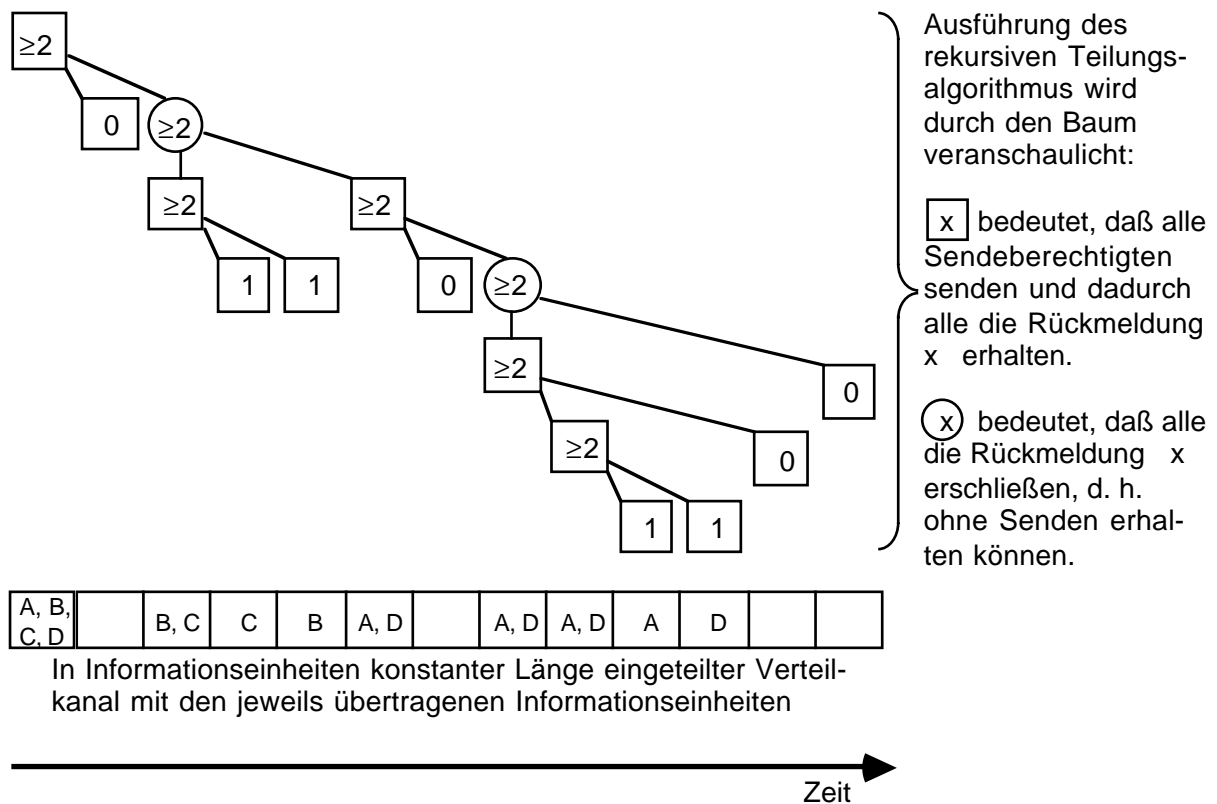 ≥2
0 ≥2
≥2 ≥2
1 1 0 ≥2
≥2
0
≥2 0
1 1
Ausführung des
rekursiven Teilungs-
algorithmus wird
durch den Baum
veranschaulicht:
x bedeutet, daß alle
Sendeberechtigten
senden und dadurch
alle die Rückmeldung
x erhalten.
x bedeutet, daß alle
die Rückmeldung x
erschließen, d. h.
ohne Senden erhal-
ten können.
A, B,
C, D
B, C C B A, D A, D A, D A D
In Informationseinheiten konstanter Länge eingeteilter Verteil-
kanal mit den jeweils übertragenen Informationseinheiten
Zeit